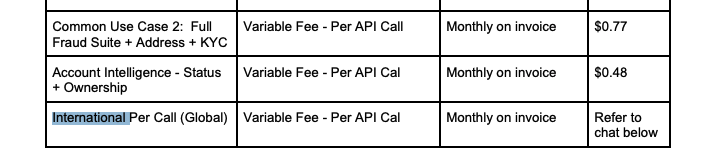 Common Use Case 2:  Full Variable Fee - Per API Call Monthly on invoice $0.77
Fraud Suite + Address + KYC
Account Intelligence - Status Variable Fee - Per API Cal Monthly on invoice $0.48
+ Ownership
International Per Call (Global) Variable Fee - Per API Cal Monthly on invoice Refer to
chat below